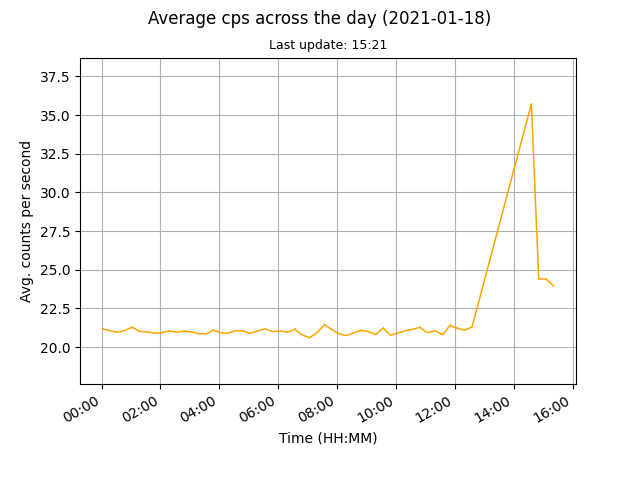 Average cps across the day (2021-01-18)
Last update: 15:21
37.5
35.0
32.5
30.0
27.5
25.0
22.5
20.0
Avg. counts per second
00:00 02:00 04:00 06:00 08:00 10:00 12:00 14:00 16:00
Time (HH:MM)